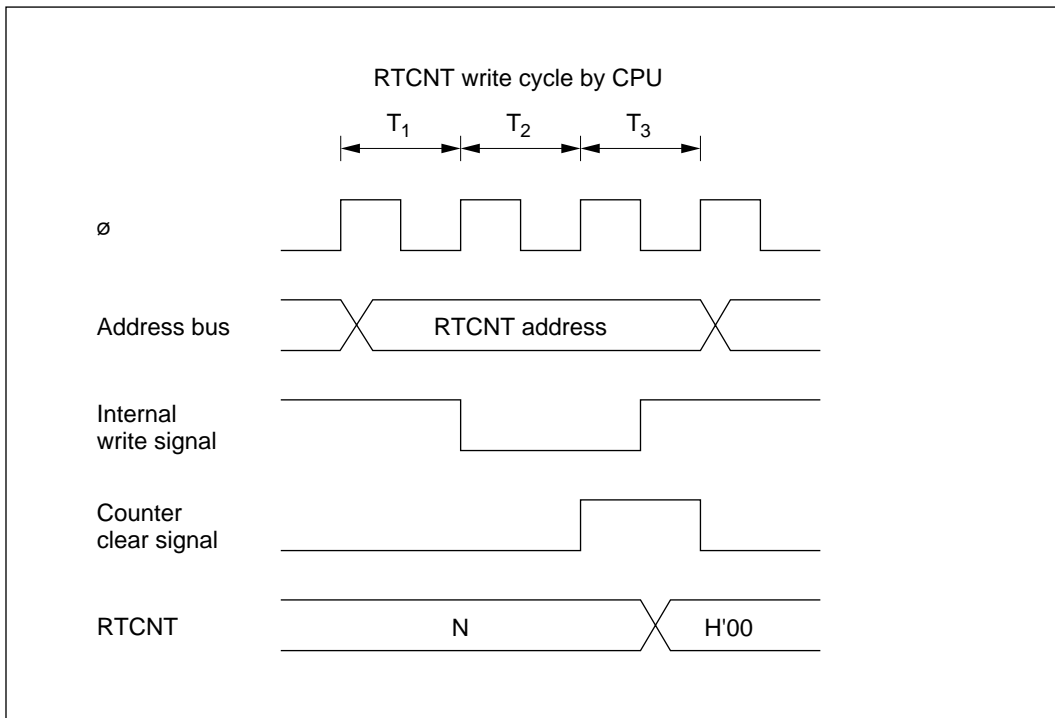 RTCNT write cycle by CPU
T₁ T₂ T₃
ø
Address bus RTCNT address
Internal
write signal
Counter
clear signal
RTCNT N H'00